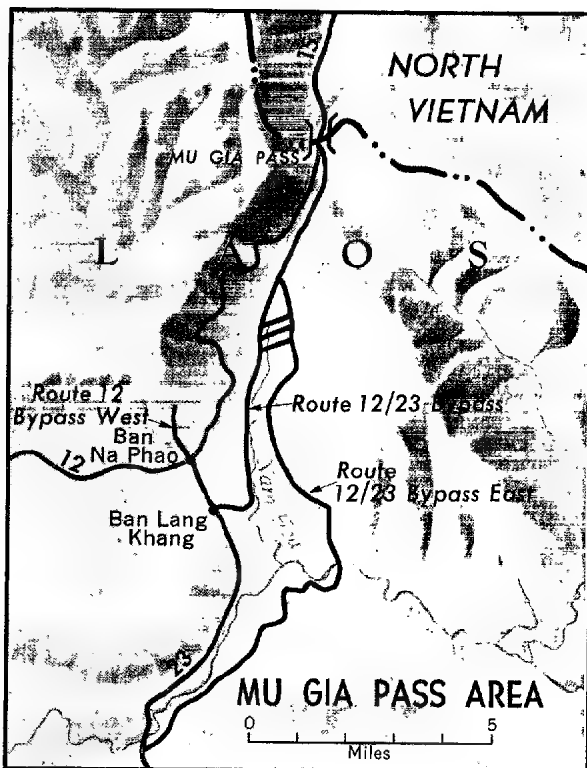 15
NORTH
VIETNAM
MU GIA PASS
L A O S
Route 12
Bypass West
Ban
Na Phao
12
Route 12/23 Bypass
Route
12/23 Bypass East
Ban Lang
Khang
23
MU GIA PASS AREA
0 5
Miles